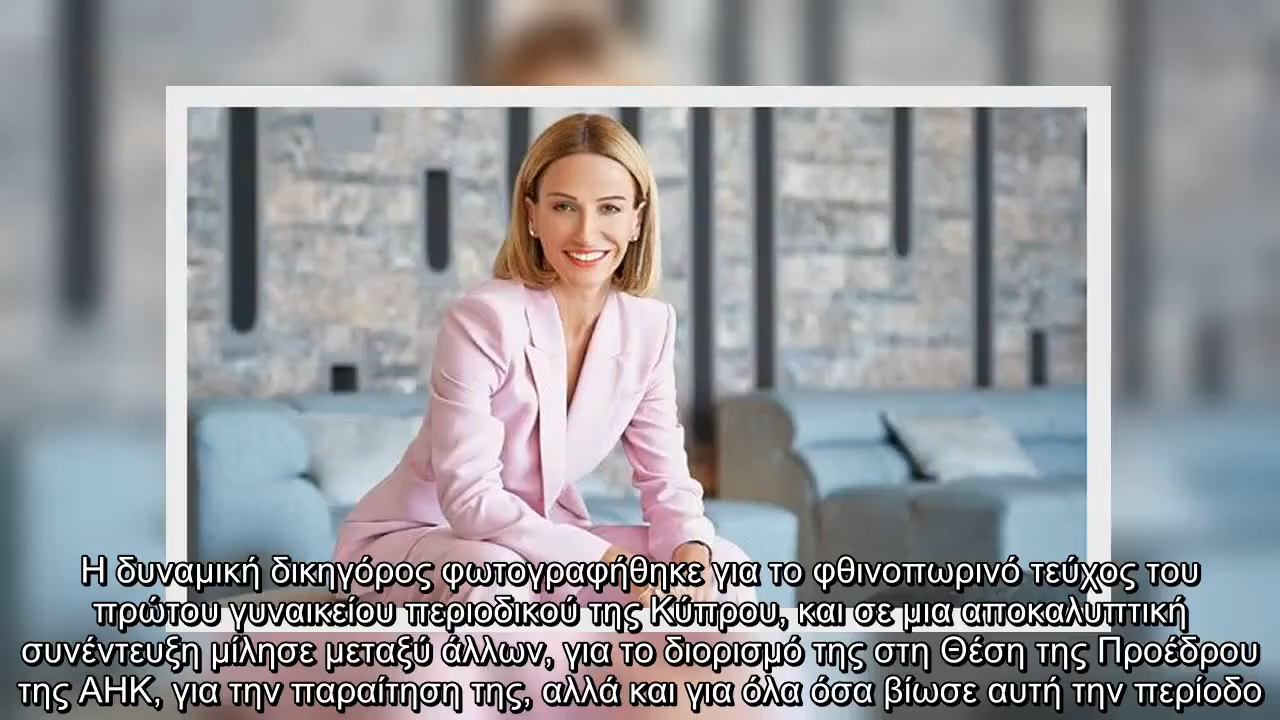 Η δυναμική δικηγόρος φωτογραφήθηκε για το φθινοπωρινό τεύχος του
πρώτου γυναικείου περιοδικού της Κύπρου, και σε μια αποκαλυπτική
συνέντευξη μίλησε μεταξύ άλλων, για το διορισμό της στη Θέση της Προέδρου
της ΑΗΚ, για την παραίτηση της, αλλά και για όλα όσα βίωσε αυτή την περίοδο